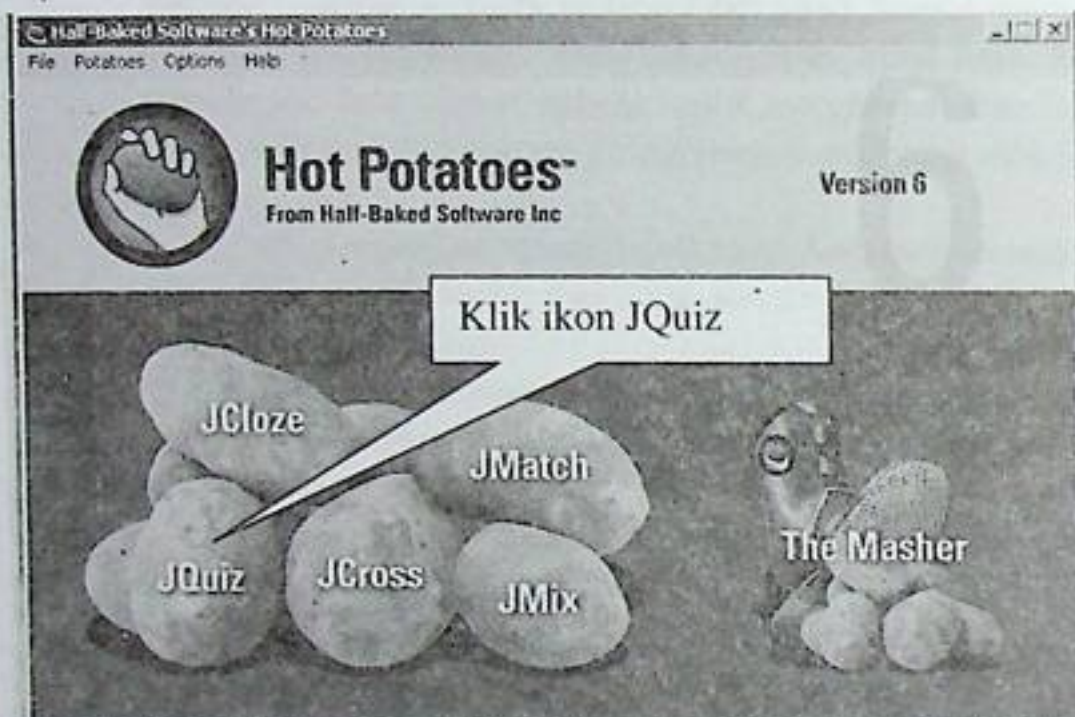 Half-Baked Software's Hot Potatoes
File Potatoes Options Help
Hot Potatoes™
From Half-Baked Software Inc
Version 6
6
Klik ikon JQuiz
JCloze
JMatch
JQuiz
JCross
JMix
The Masher